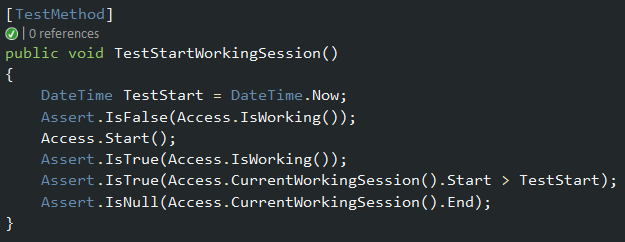 [TestMethod]
| 0 references
public void TestStartWorkingSession()
{
DateTime TestStart = DateTime.Now;
Assert.IsFalse(Access.IsWorking());
Access.Start();
Assert.IsTrue(Access.IsWorking());
Assert.IsTrue(Access.CurrentWorkingSession().Start > TestStart);
Assert.IsNull(Access.CurrentWorkingSession().End);
}